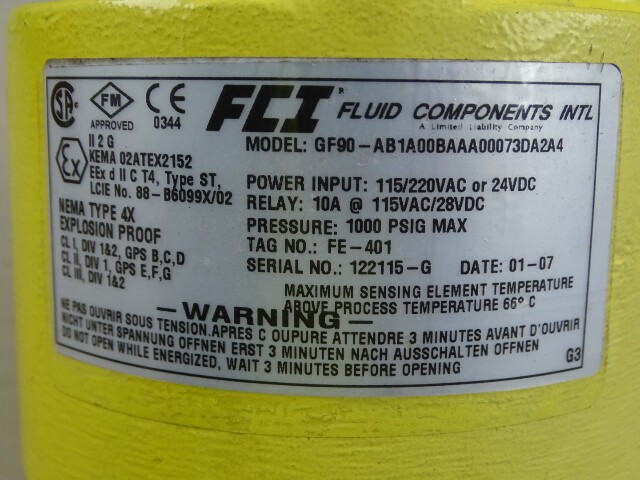 SA FM CE FCI® FLUID COMPONENTS INTL
APPROVED 0344 A Limited Liability Company
MODEL: GF90-AB1A00BAAA00073DA2A4
Ex II 2 G
KEMA 02ATEX2152
EEx d II C T4, Type ST,
LCIE No. 88-B6099X/02
NEMA TYPE 4X
EXPLOSION PROOF
CL I, DIV 1&2, GPS B,C,D
CL II, DIV 1, GPS E,F,G
CL III, DIV 1&2
POWER INPUT: 115/220VAC or 24VDC
RELAY: 10A @ 115VAC/28VDC
PRESSURE: 1000 PSIG MAX
TAG NO.: FE-401
SERIAL NO.: 122115-G DATE: 01-07
MAXIMUM SENSING ELEMENT TEMPERATURE
ABOVE PROCESS TEMPERATURE 66° C
-WARNING-
NE PAS OUVRIR SOUS TENSION.APRES C OUPURE ATTENDRE 3 MINUTES AVANT D'OUVRIR
NICHT UNTER SPANNUNG OFFNEN ERST 3 MINUTEN NACH AUSSCHALTEN OFFNEN
DO NOT OPEN WHILE ENERGIZED, WAIT 3 MINUTES BEFORE OPENING
G3